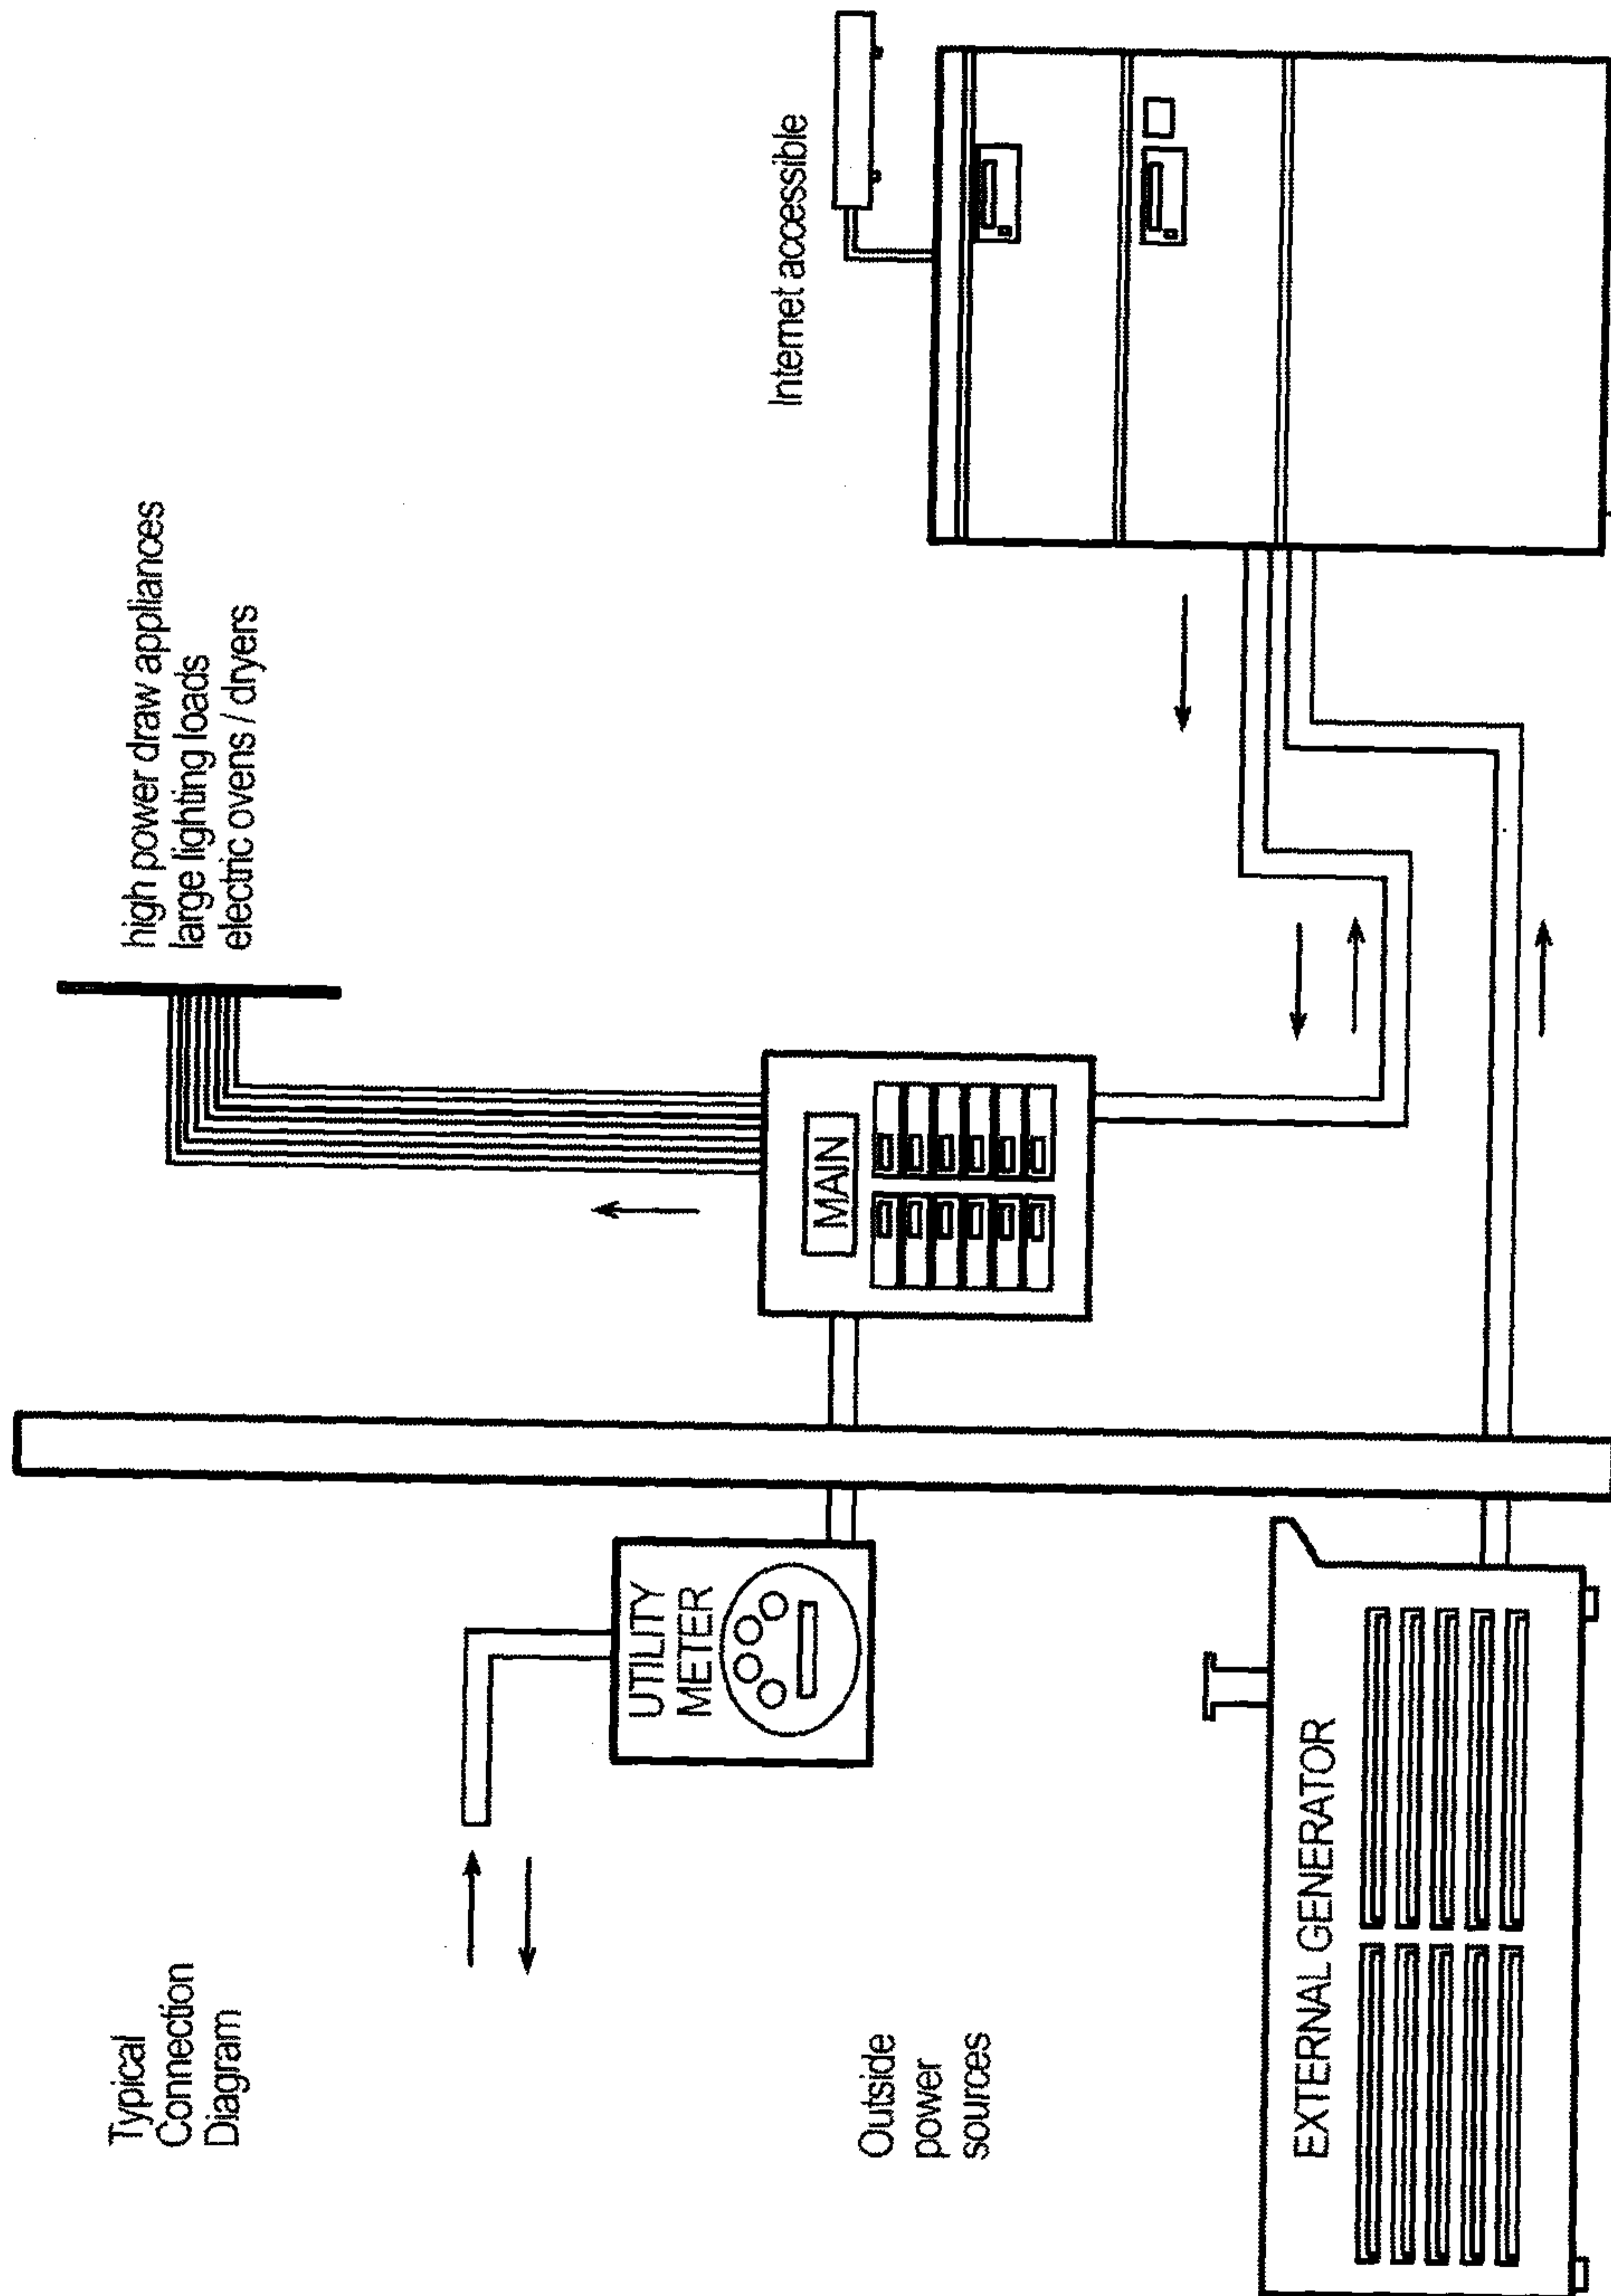 Typical
Connection
Diagram
high power draw appliances
large lighting loads
electric ovens / dryers
UTILITY
METER
MAIN
Internet accessible
Outside
power
sources
EXTERNAL GENERATOR